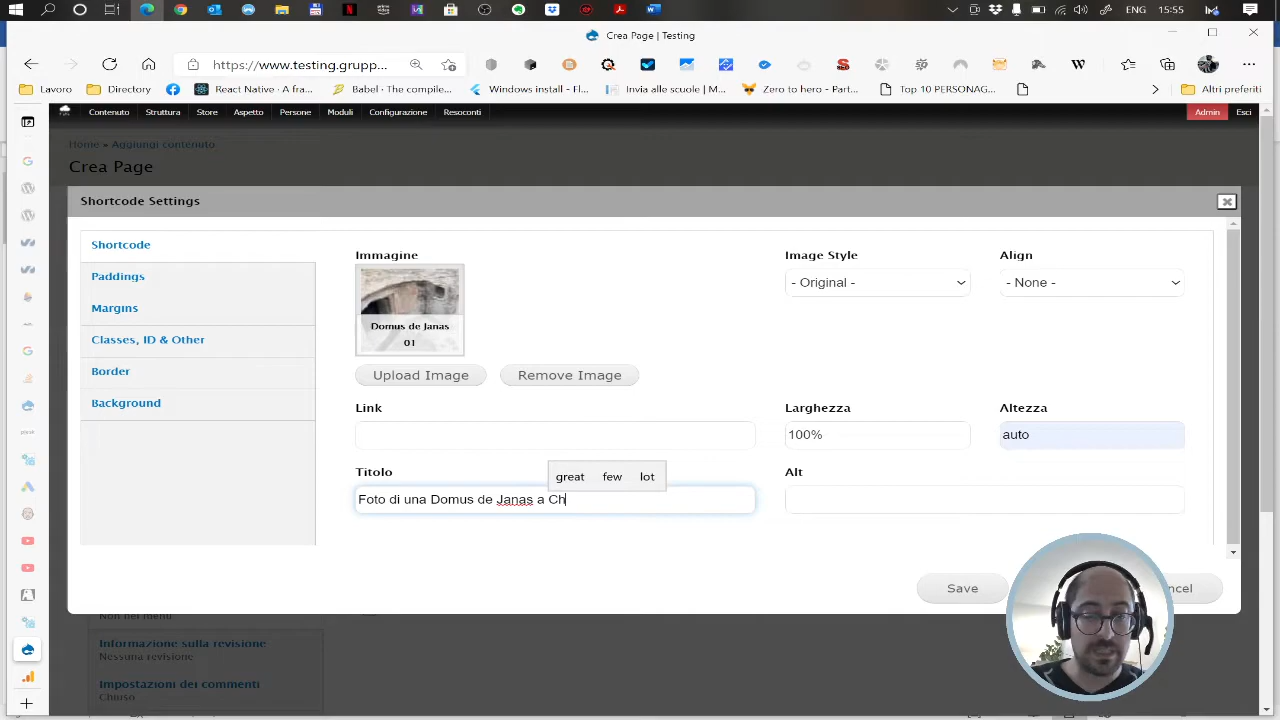 ENG 15:55
Crea Page | Testing
https://www.testing.grupp...
Lavoro Directory React Native · A fra... Babel · The compile... Windows install - Fl... Invia alle scuole | M... Zero to hero - Part... Top 10 PERSONAG... Altri preferiti
Contenuto Struttura Store Aspetto Persone Moduli Configurazione Resoconti Admin Esci
Home » Aggiungi contenuto
Crea Page
Shortcode Settings
Shortcode
Paddings
Margins
Classes, ID & Other
Border
Background
Immagine
Domus de Janas
01
Upload Image Remove Image
Image Style Align
- Original - - None -
Link Larghezza Altezza
100% auto
Titolo Alt
great few lot
Foto di una Domus de Janas a Ch
Save ncel
Non nel menu
Informazione sulla revisione
Nessuna revisione
Impostazioni dei commenti
Chiuso